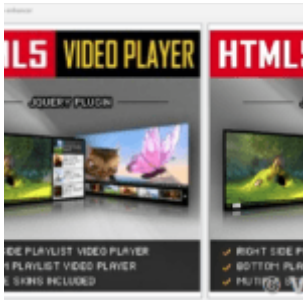 ML5 VIDEO PLAYER
JQUERY PLUGIN
IDE PLAYLIST VIDEO PLAYER
M PLAYLIST VIDEO PLAYER
E SKINS INCLUDED
HTML5
RIGHT SIDE P
BOTTOM PLA